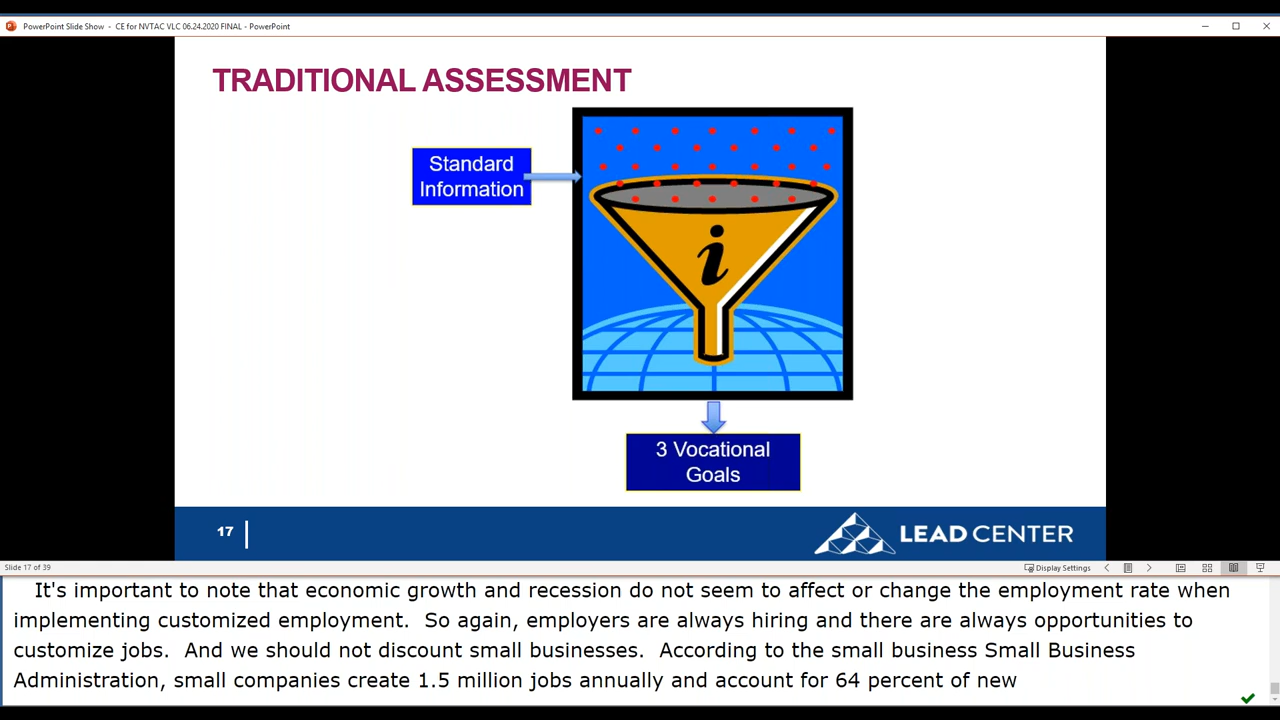 PowerPoint Slide Show - CE for NVTAC VLC 06.24.2020 FINAL - PowerPoint
TRADITIONAL ASSESSMENT
Standard
Information
i
3 Vocational
Goals
17
LEAD CENTER
Slide 17 of 39
Display Settings
It's important to note that economic growth and recession do not seem to affect or change the employment rate when
implementing customized employment. So again, employers are always hiring and there are always opportunities to
customize jobs. And we should not discount small businesses. According to the small business Small Business
Administration, small companies create 1.5 million jobs annually and account for 64 percent of new